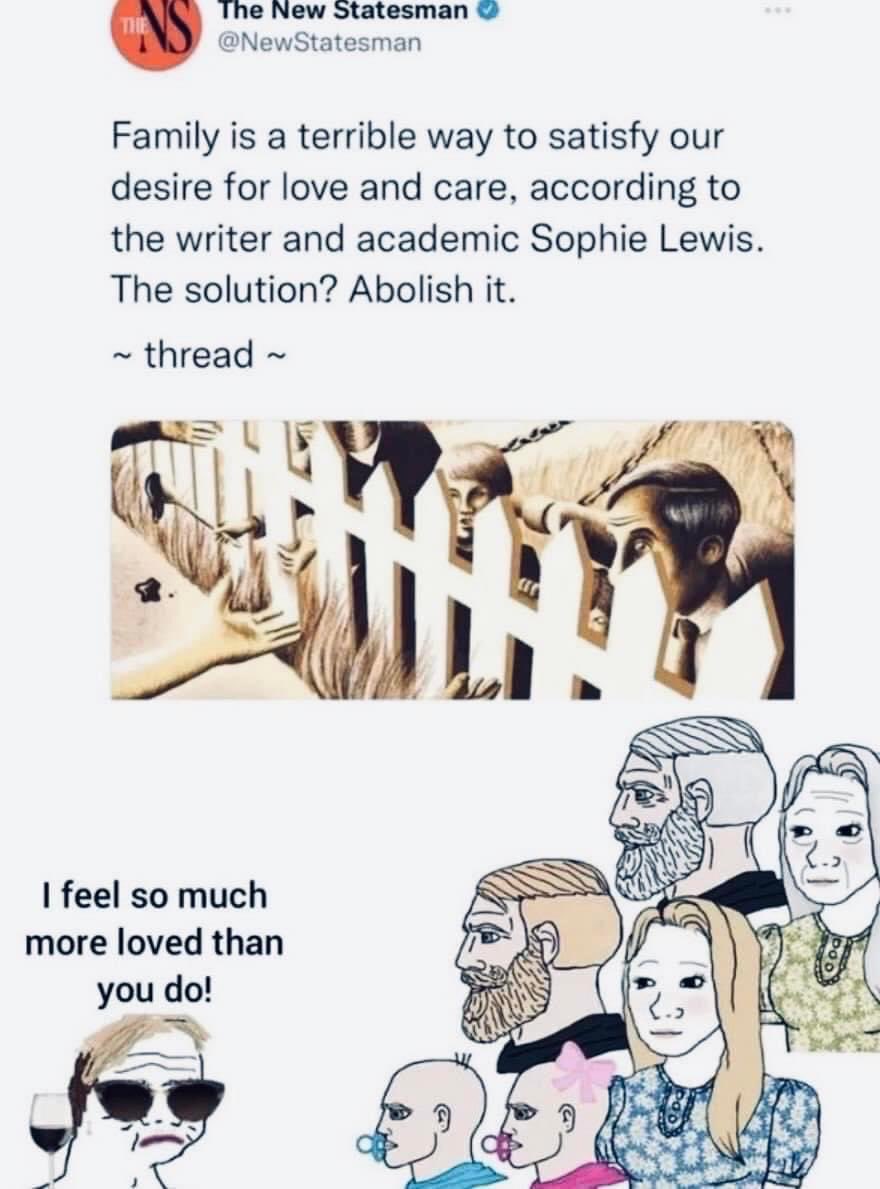 THE NS
The New Statesman
@NewStatesman
Family is a terrible way to satisfy our
desire for love and care, according to
the writer and academic Sophie Lewis.
The solution? Abolish it.
~ thread ~
I feel so much
more loved than
you do!